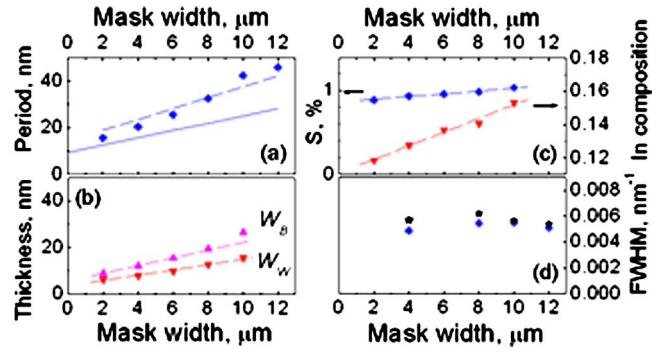 Mask width, μm
0 2 4 6 8 10 12
Period, nm
40
20
0
(a)
Mask width, μm
0 2 4 6 8 10 12
S, %
1
0
(c)
0.18
0.16
0.14
0.12
In composition
(b)
Thickness, nm
40
20
0
W_B
W_W
0 2 4 6 8 10 12
Mask width, μm
(d)
0.008
0.006
0.004
0.002
0.000
FWHM, nm⁻¹
0 2 4 6 8 10 12
Mask width, μm